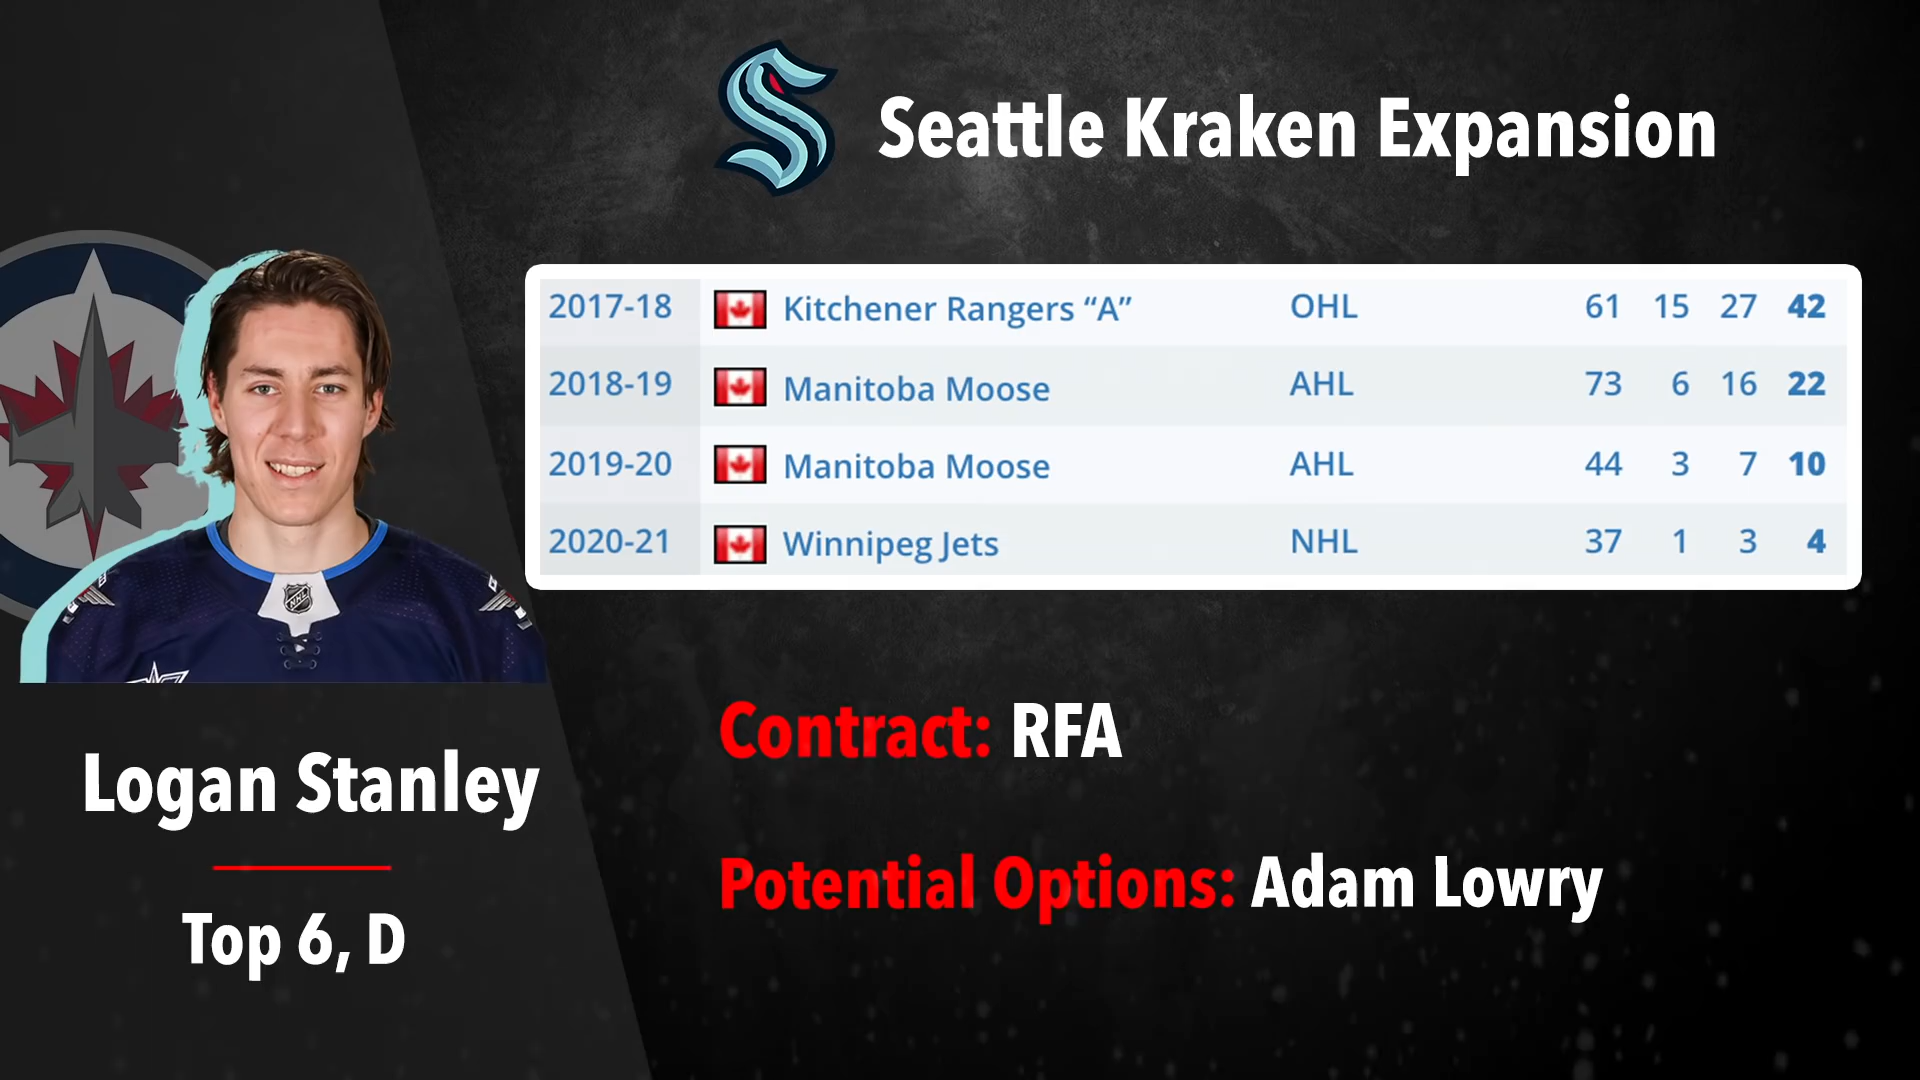 Seattle Kraken Expansion
2017-18 Kitchener Rangers “A” OHL 61 15 27 42
2018-19 Manitoba Moose AHL 73 6 16 22
2019-20 Manitoba Moose AHL 44 3 7 10
2020-21 Winnipeg Jets NHL 37 1 3 4
NHL
Logan Stanley
Top 6, D
Contract: RFA
Potential Options: Adam Lowry